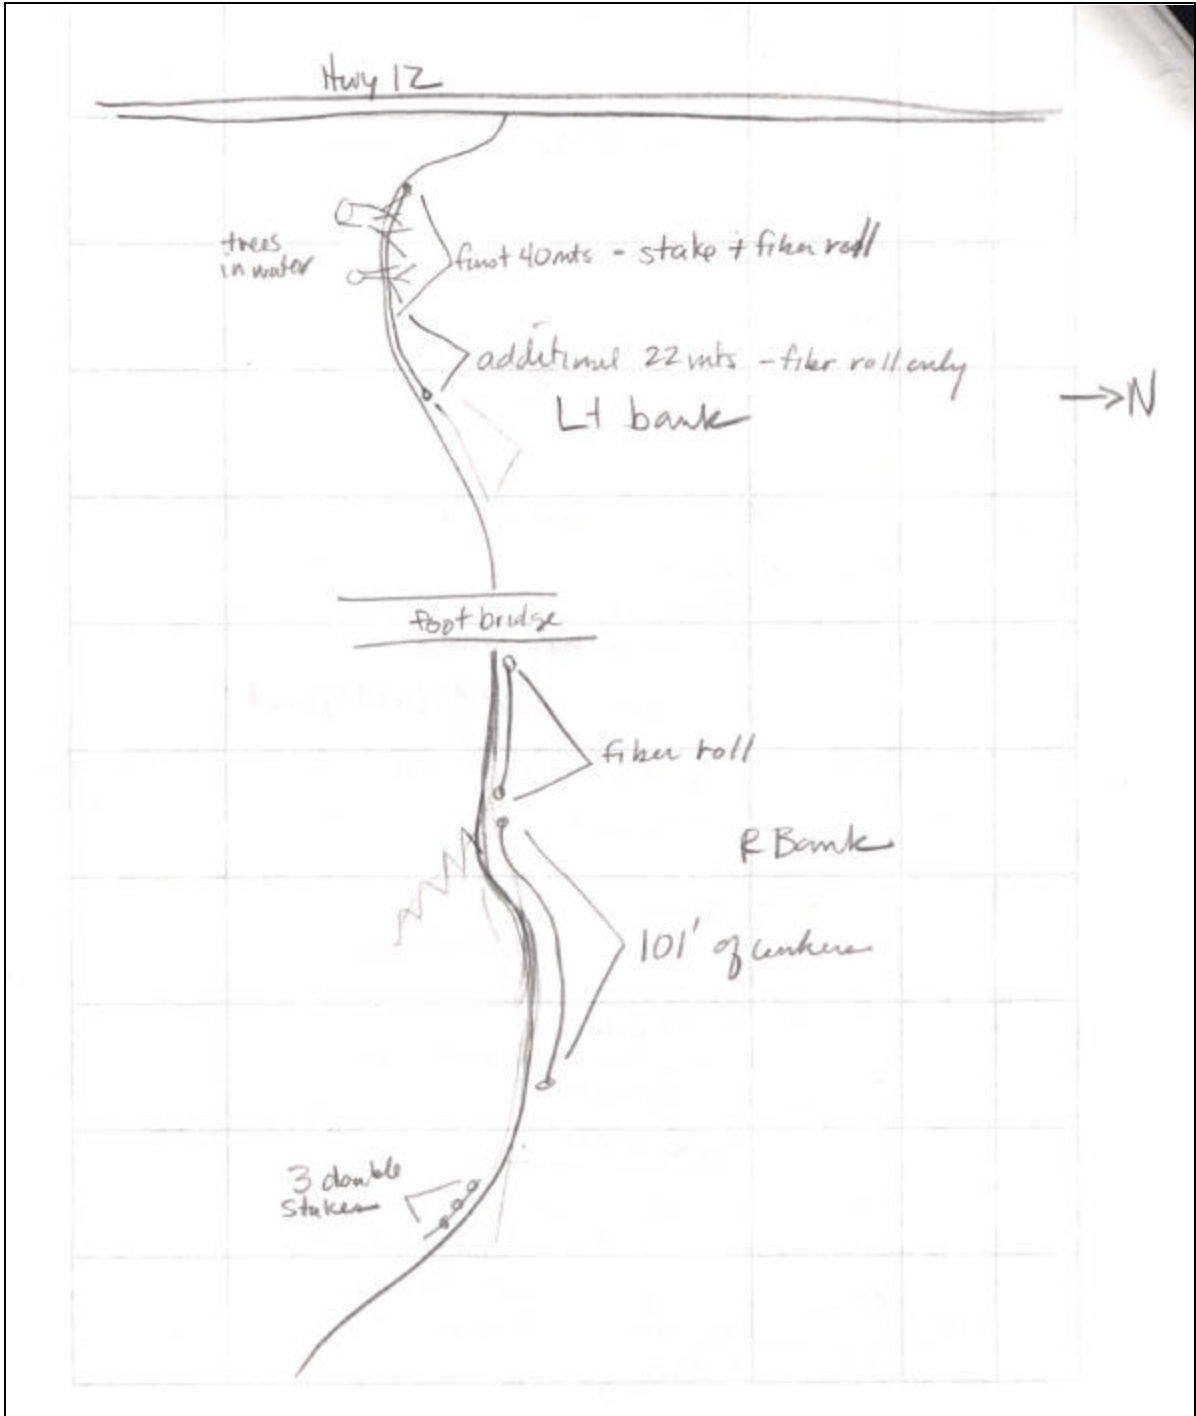 Hwy 12
trees
in water
first 40 mts - stake + fiber roll
additional 22 mts - fiber roll only
Lt bank
→N
foot bridge
fiber roll
R Bank
101' of
3 double
stakes